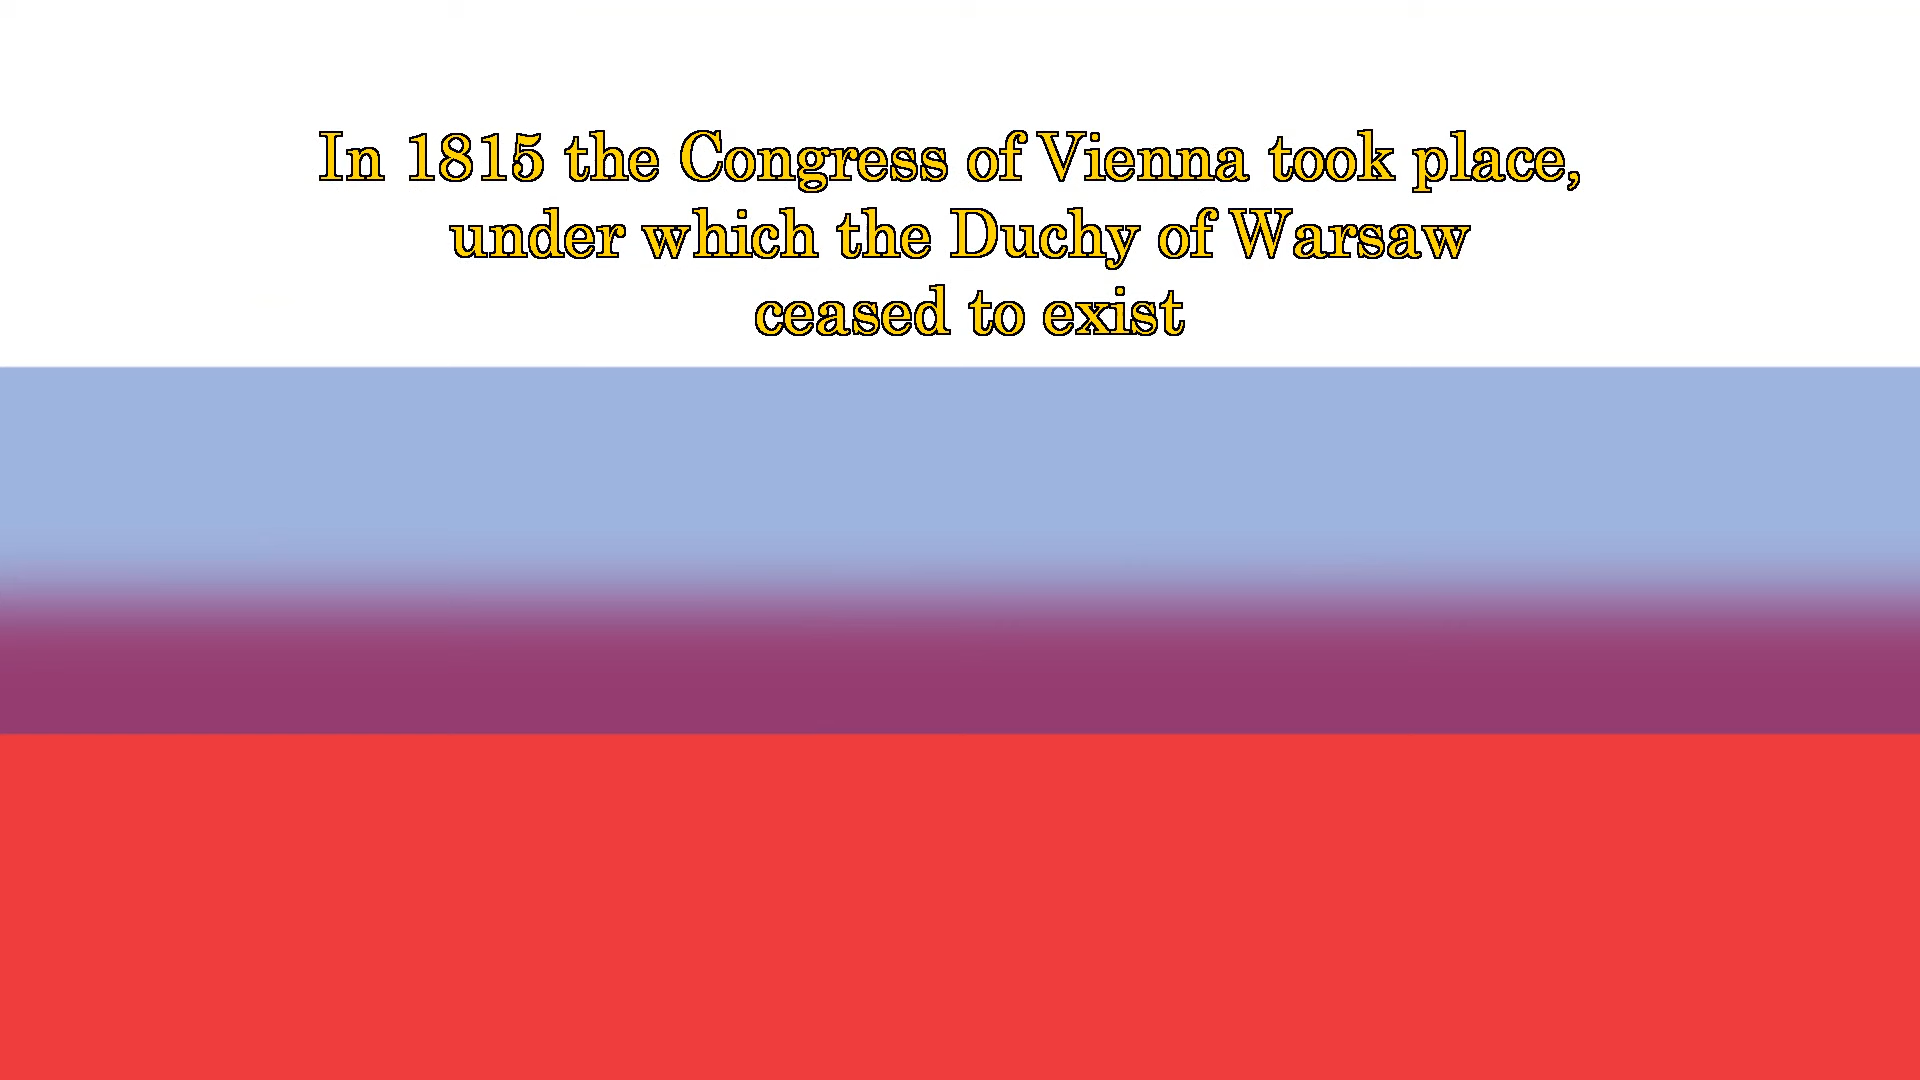 In 1815 the Congress of Vienna took place,
under which the Duchy of Warsaw
ceased to exist